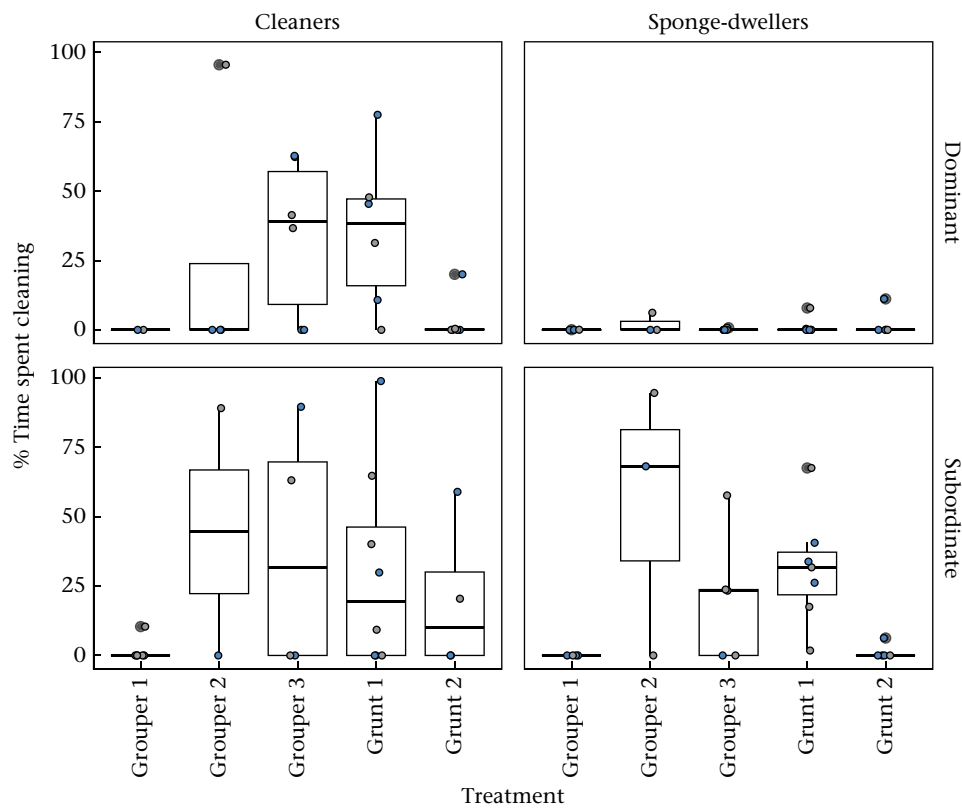 Cleaners
Sponge-dwellers
100
75
50
25
0
Dominant
100
75
50
25
0
Subordinate
% Time spent cleaning
Grouper 1
Grouper 2
Grouper 3
Grunt 1
Grunt 2
Grouper 1
Grouper 2
Grouper 3
Grunt 1
Grunt 2
Treatment